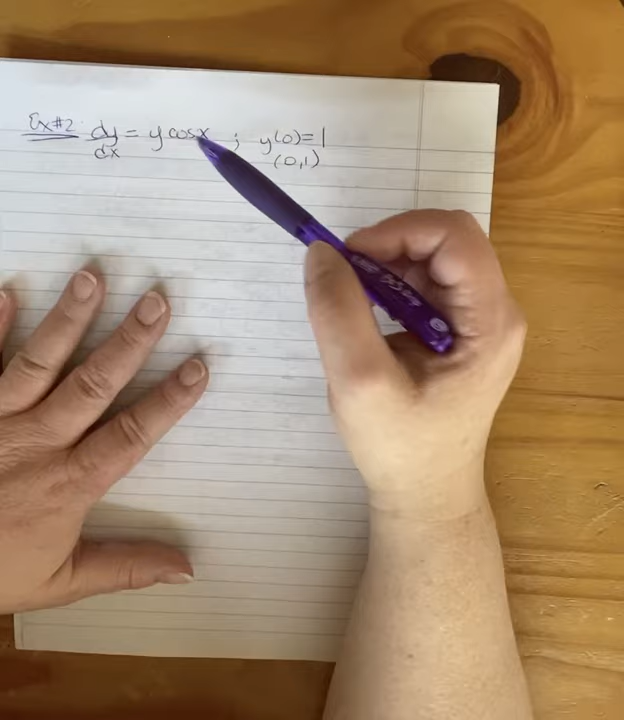 Ex#2: dy/dx = y cosx ; y(0)=1
(0,1)